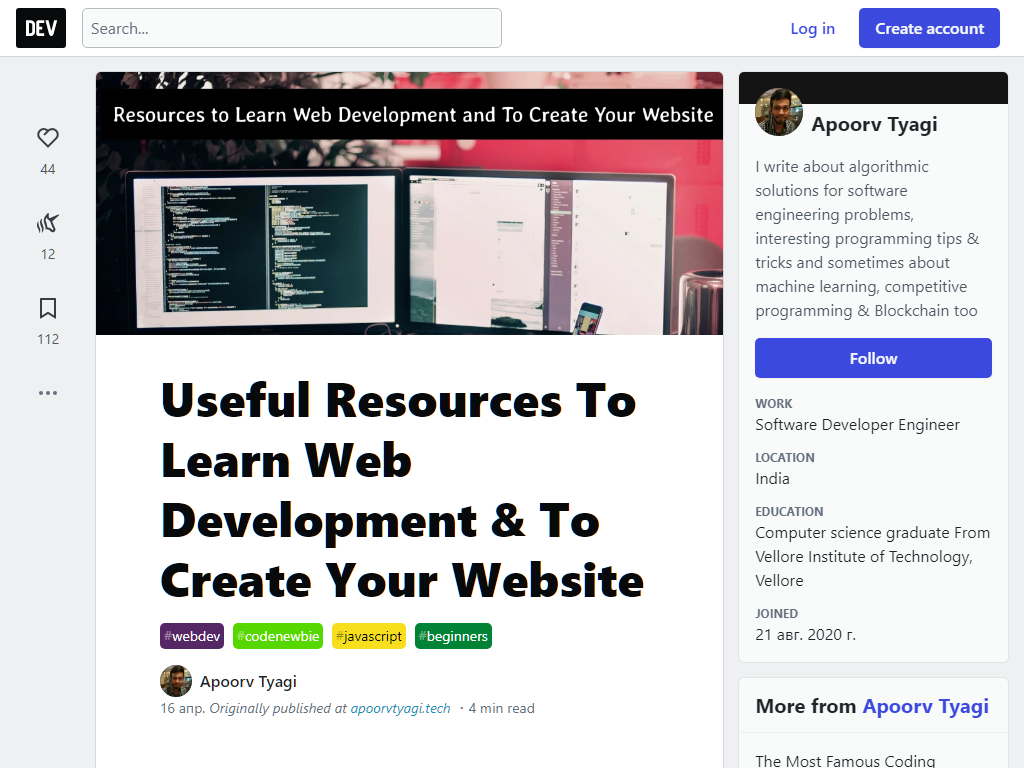 DEV
Search...
Log in
Create account
44
12
112
Resources to Learn Web Development and To Create Your Website
Useful Resources To
Learn Web
Development & To
Create Your Website
#webdev #codenewbie #javascript #beginners
Apoorv Tyagi
16 апр. Originally published at apoorvtyagi.tech ・4 min read
Apoorv Tyagi
I write about algorithmic
solutions for software
engineering problems,
interesting programming tips &
tricks and sometimes about
machine learning, competitive
programming & Blockchain too
Follow
WORK
Software Developer Engineer
LOCATION
India
EDUCATION
Computer science graduate From
Vellore Institute of Technology,
Vellore
JOINED
21 авг. 2020 г.
More from Apoorv Tyagi
The Most Famous Coding